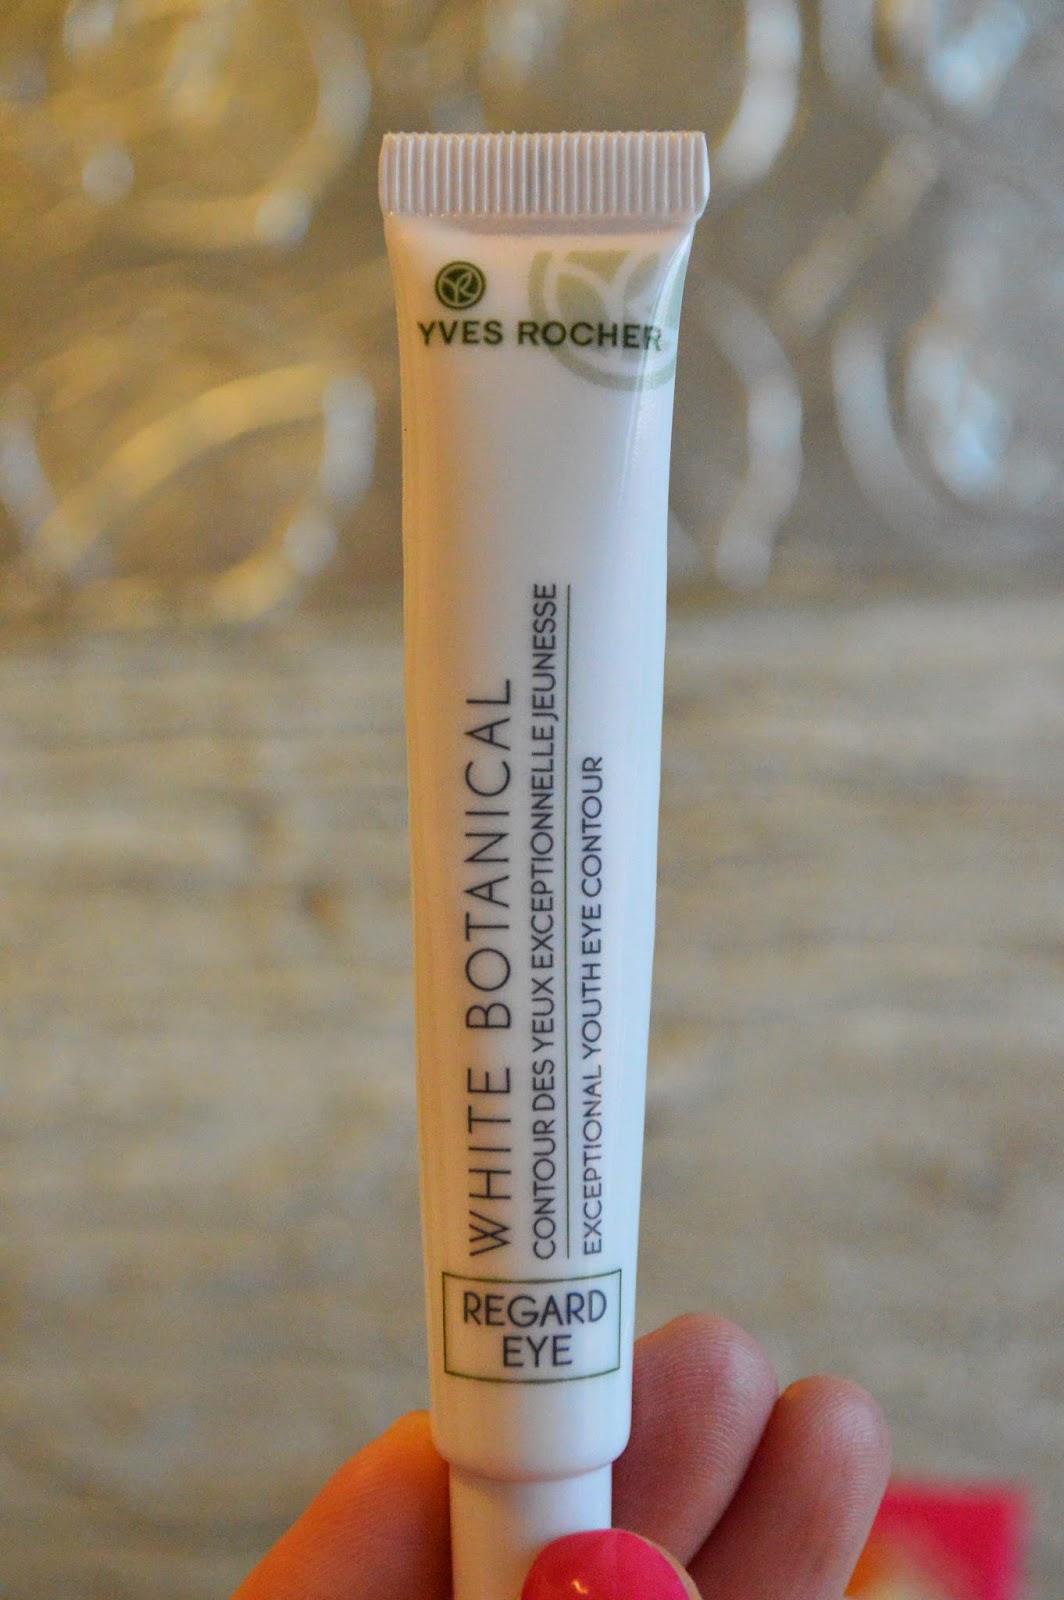 YVES ROCHER
WHITE BOTANICAL
CONTOUR DES YEUX EXCEPTIONNELLE JEUNESSE
EXCEPTIONAL YOUTH EYE CONTOUR
REGARD
EYE